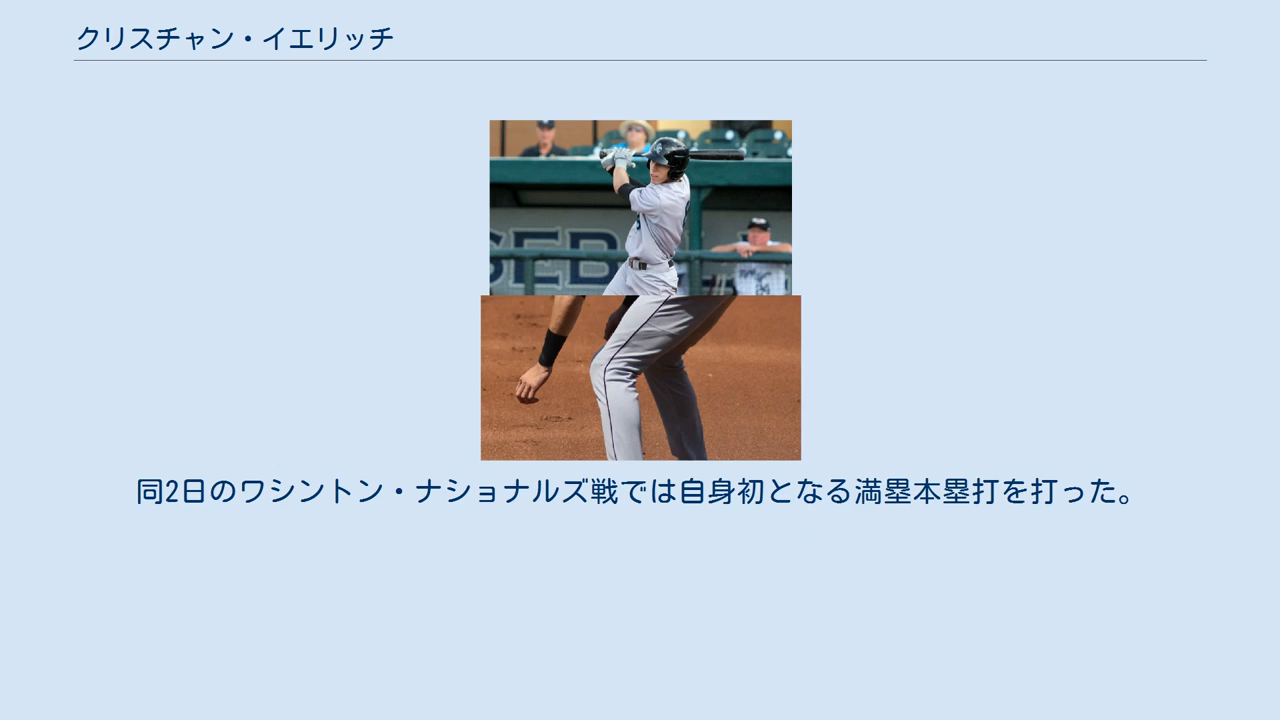 クリスチャン・イエリッチ
SEB
同2日のワシントン・ナショナルズ戦では自身初となる満塁本塁打を打った。